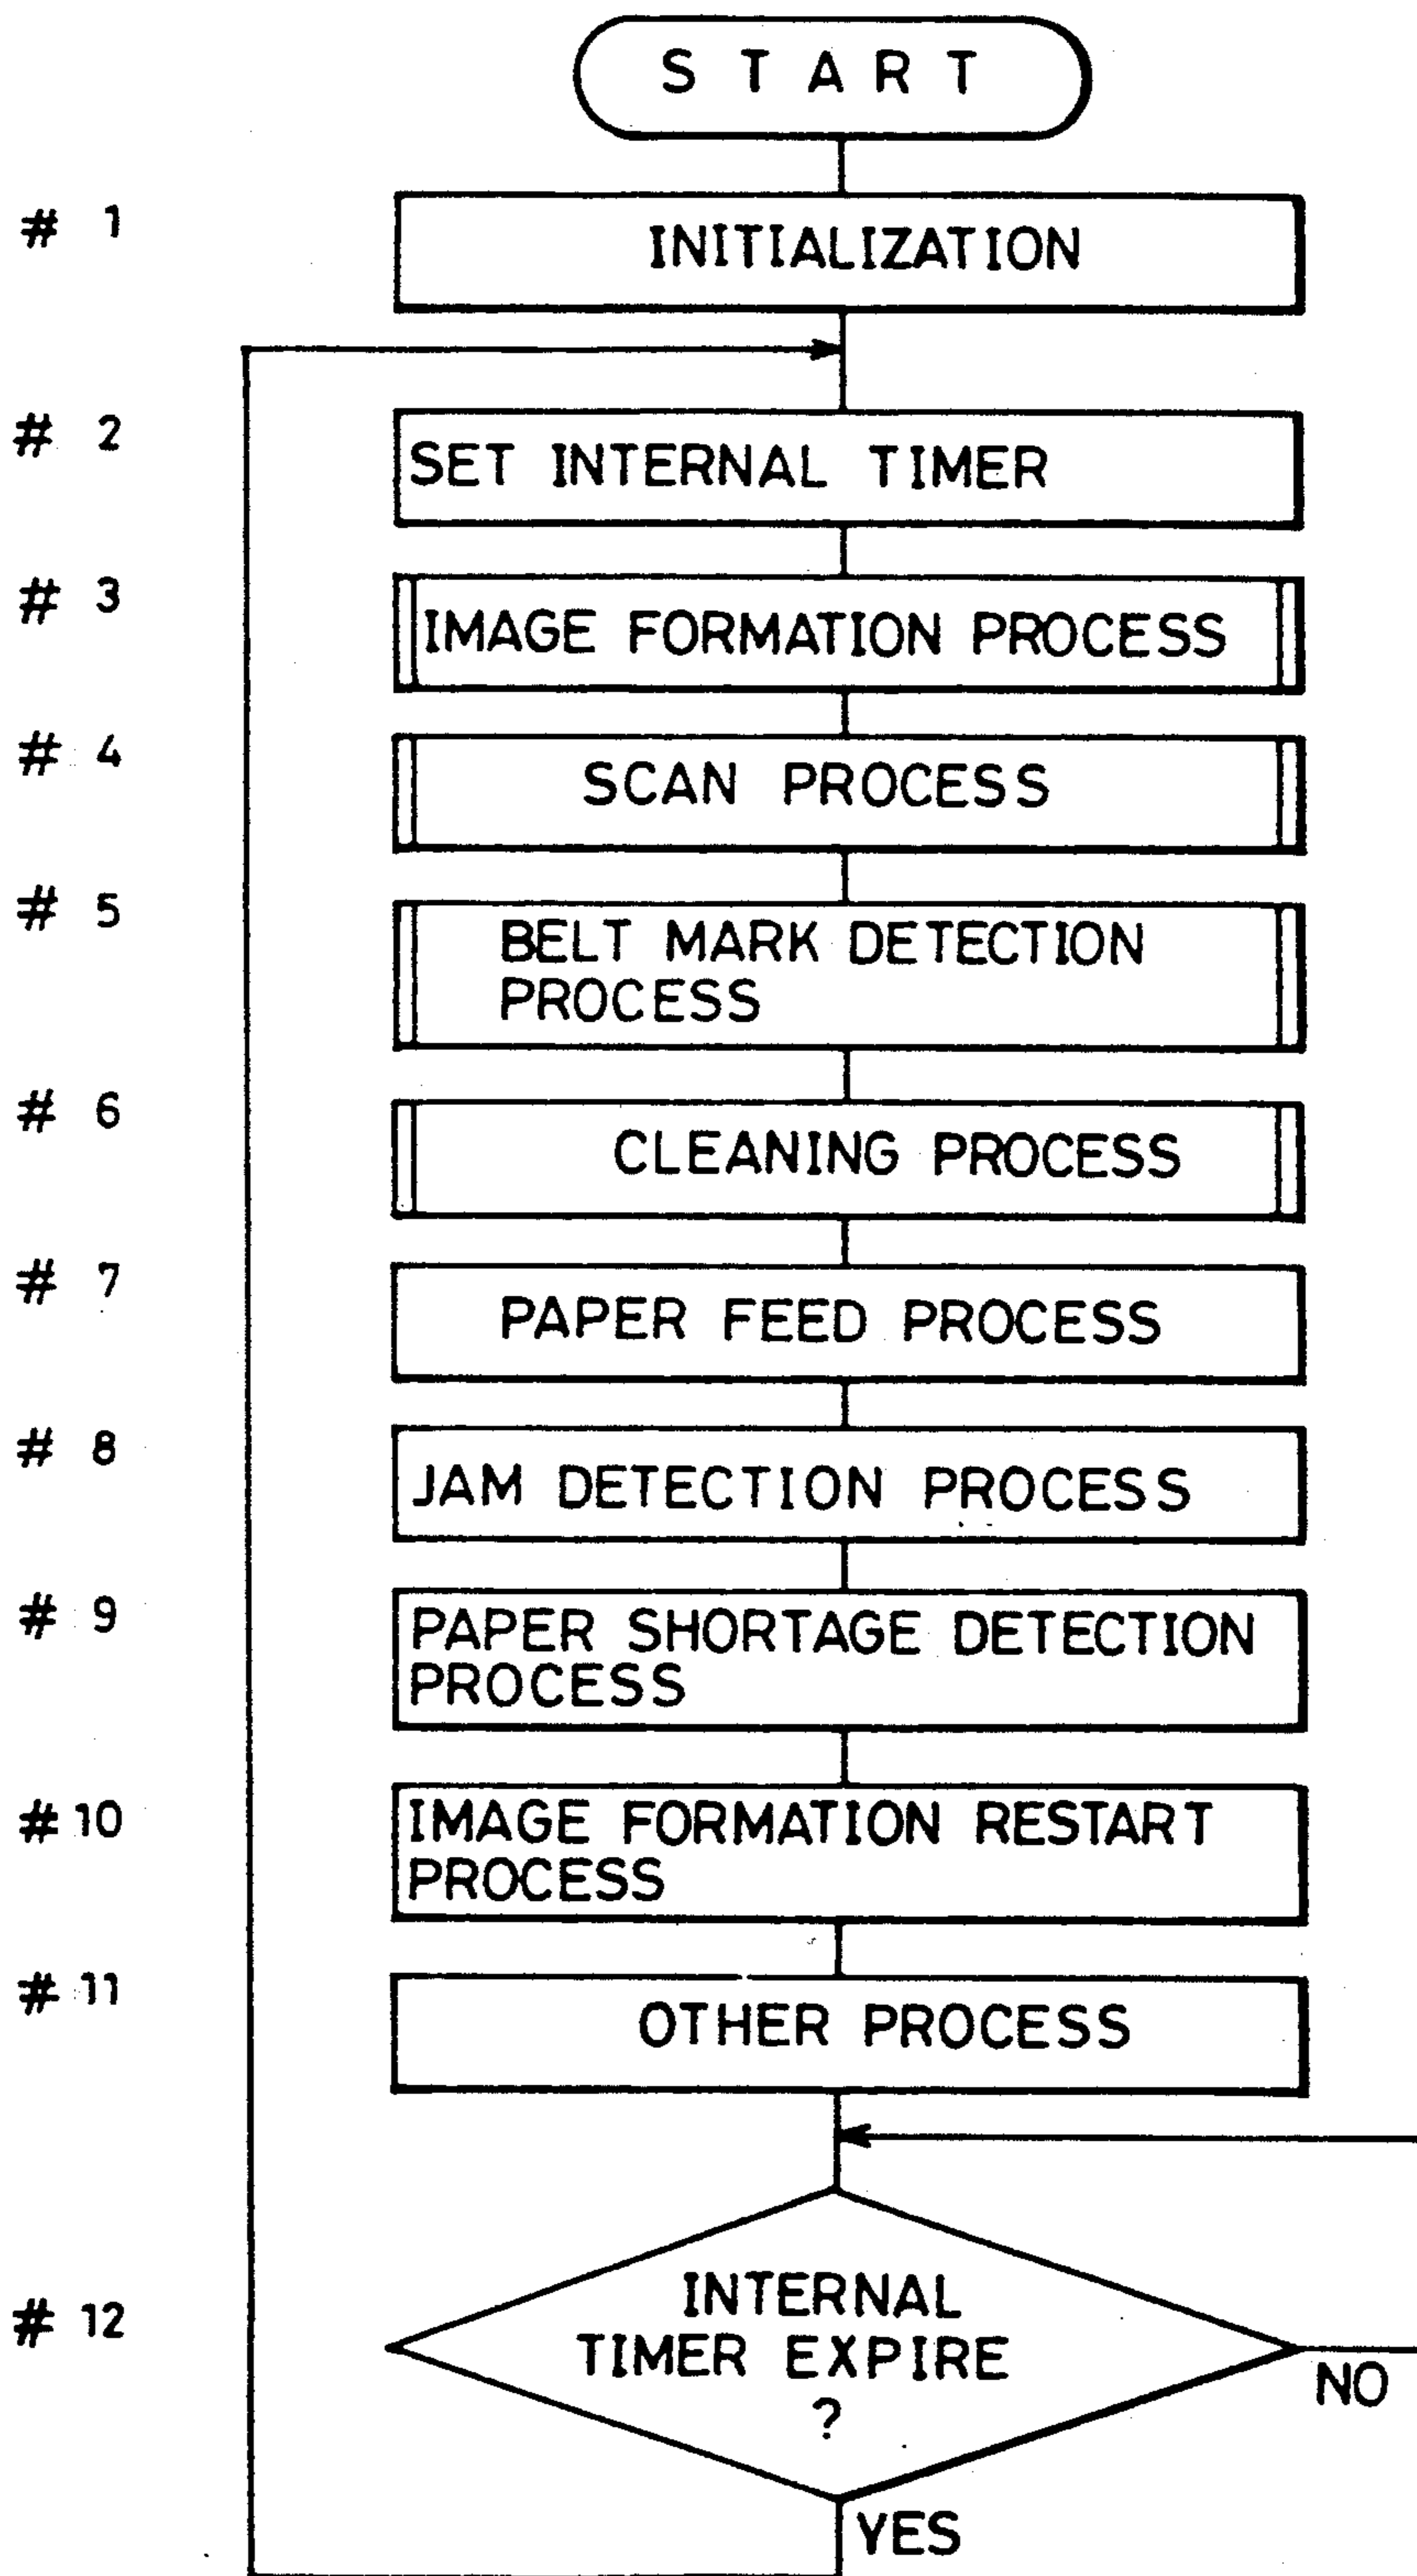 START
# 1
INITIALIZATION
# 2
SET INTERNAL TIMER
# 3
IMAGE FORMATION PROCESS
# 4
SCAN PROCESS
# 5
BELT MARK DETECTION
PROCESS
# 6
CLEANING PROCESS
# 7
PAPER FEED PROCESS
# 8
JAM DETECTION PROCESS
# 9
PAPER SHORTAGE DETECTION
PROCESS
# 10
IMAGE FORMATION RESTART
PROCESS
# 11
OTHER PROCESS
# 12
INTERNAL
TIMER EXPIRE
?
NO
YES